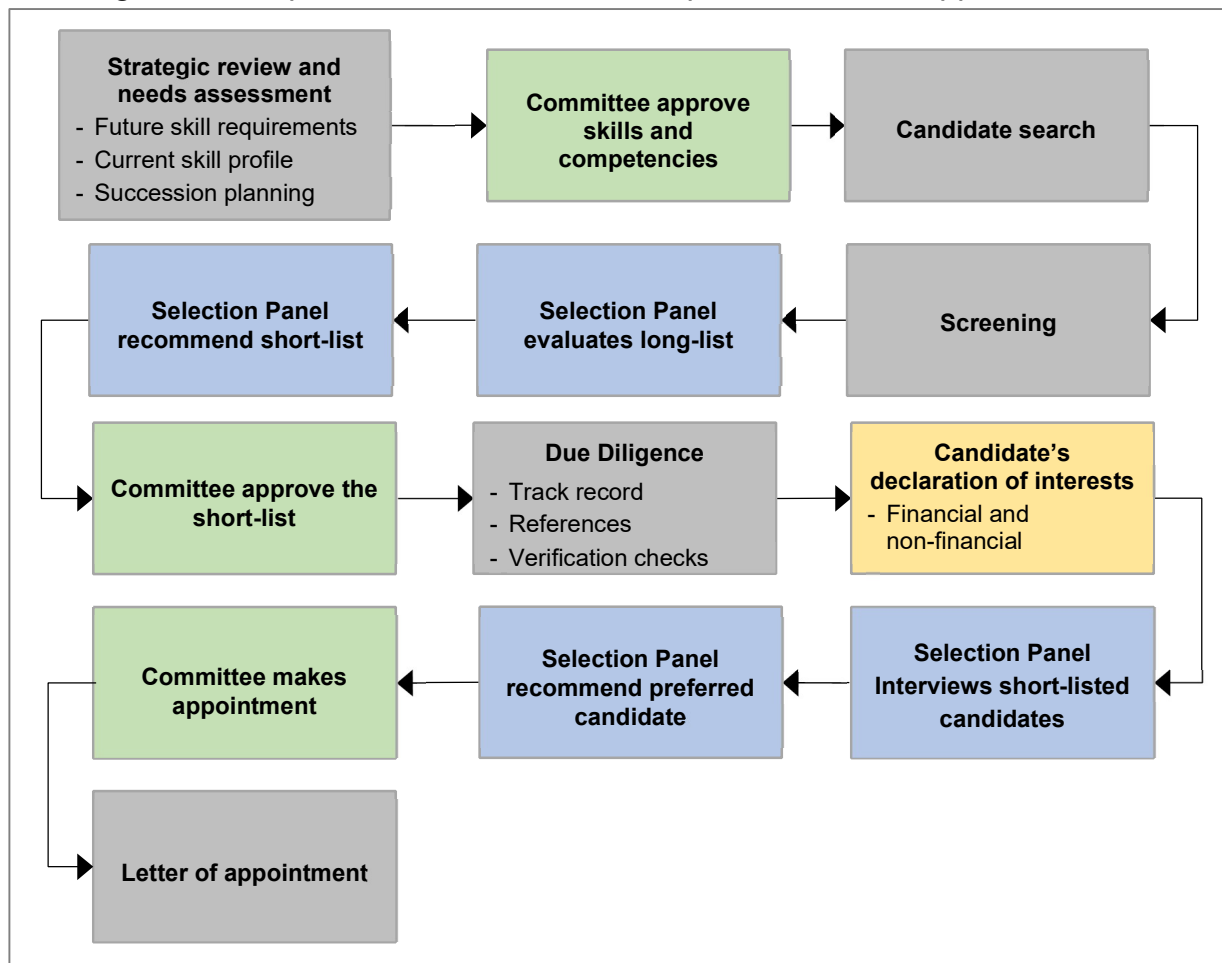 Strategic review and
needs assessment
- Future skill requirements
- Current skill profile
- Succession planning
Committee approve
skills and
competencies
Candidate search
Selection Panel
recommend short-list
Selection Panel
evaluates long-list
Screening
Committee approve the
short-list
Due Diligence
- Track record
- References
- Verification checks
Candidate’s
declaration of interests
- Financial and
non-financial
Committee makes
appointment
Selection Panel
recommend preferred
candidate
Selection Panel
Interviews short-listed
candidates
Letter of appointment